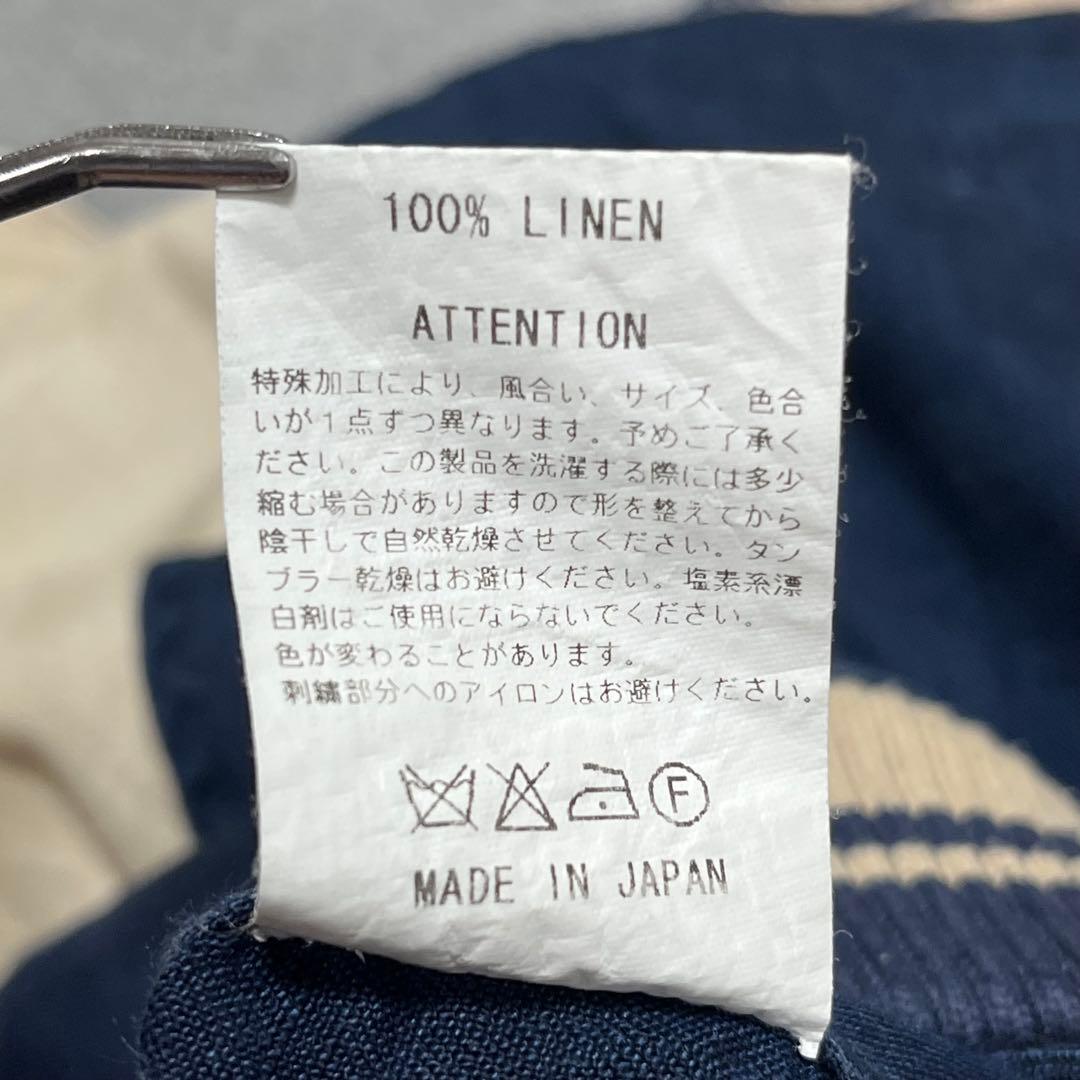 100% LINEN
ATTENTION
特殊加工により、風合い、サイズ、色合
いが1点ずつ異なります。予めご了承く
ださい。この製品を洗濯する際には多少
縮む場合がありますので形を整えてから
陰干しで自然乾燥させてください。タン
ブラー乾燥はお避けください。塩素系漂
白剤はご使用にならないでください。
色が変わることがあります。
刺繍部分へのアイロンはお避けください。
F
MADE IN JAPAN